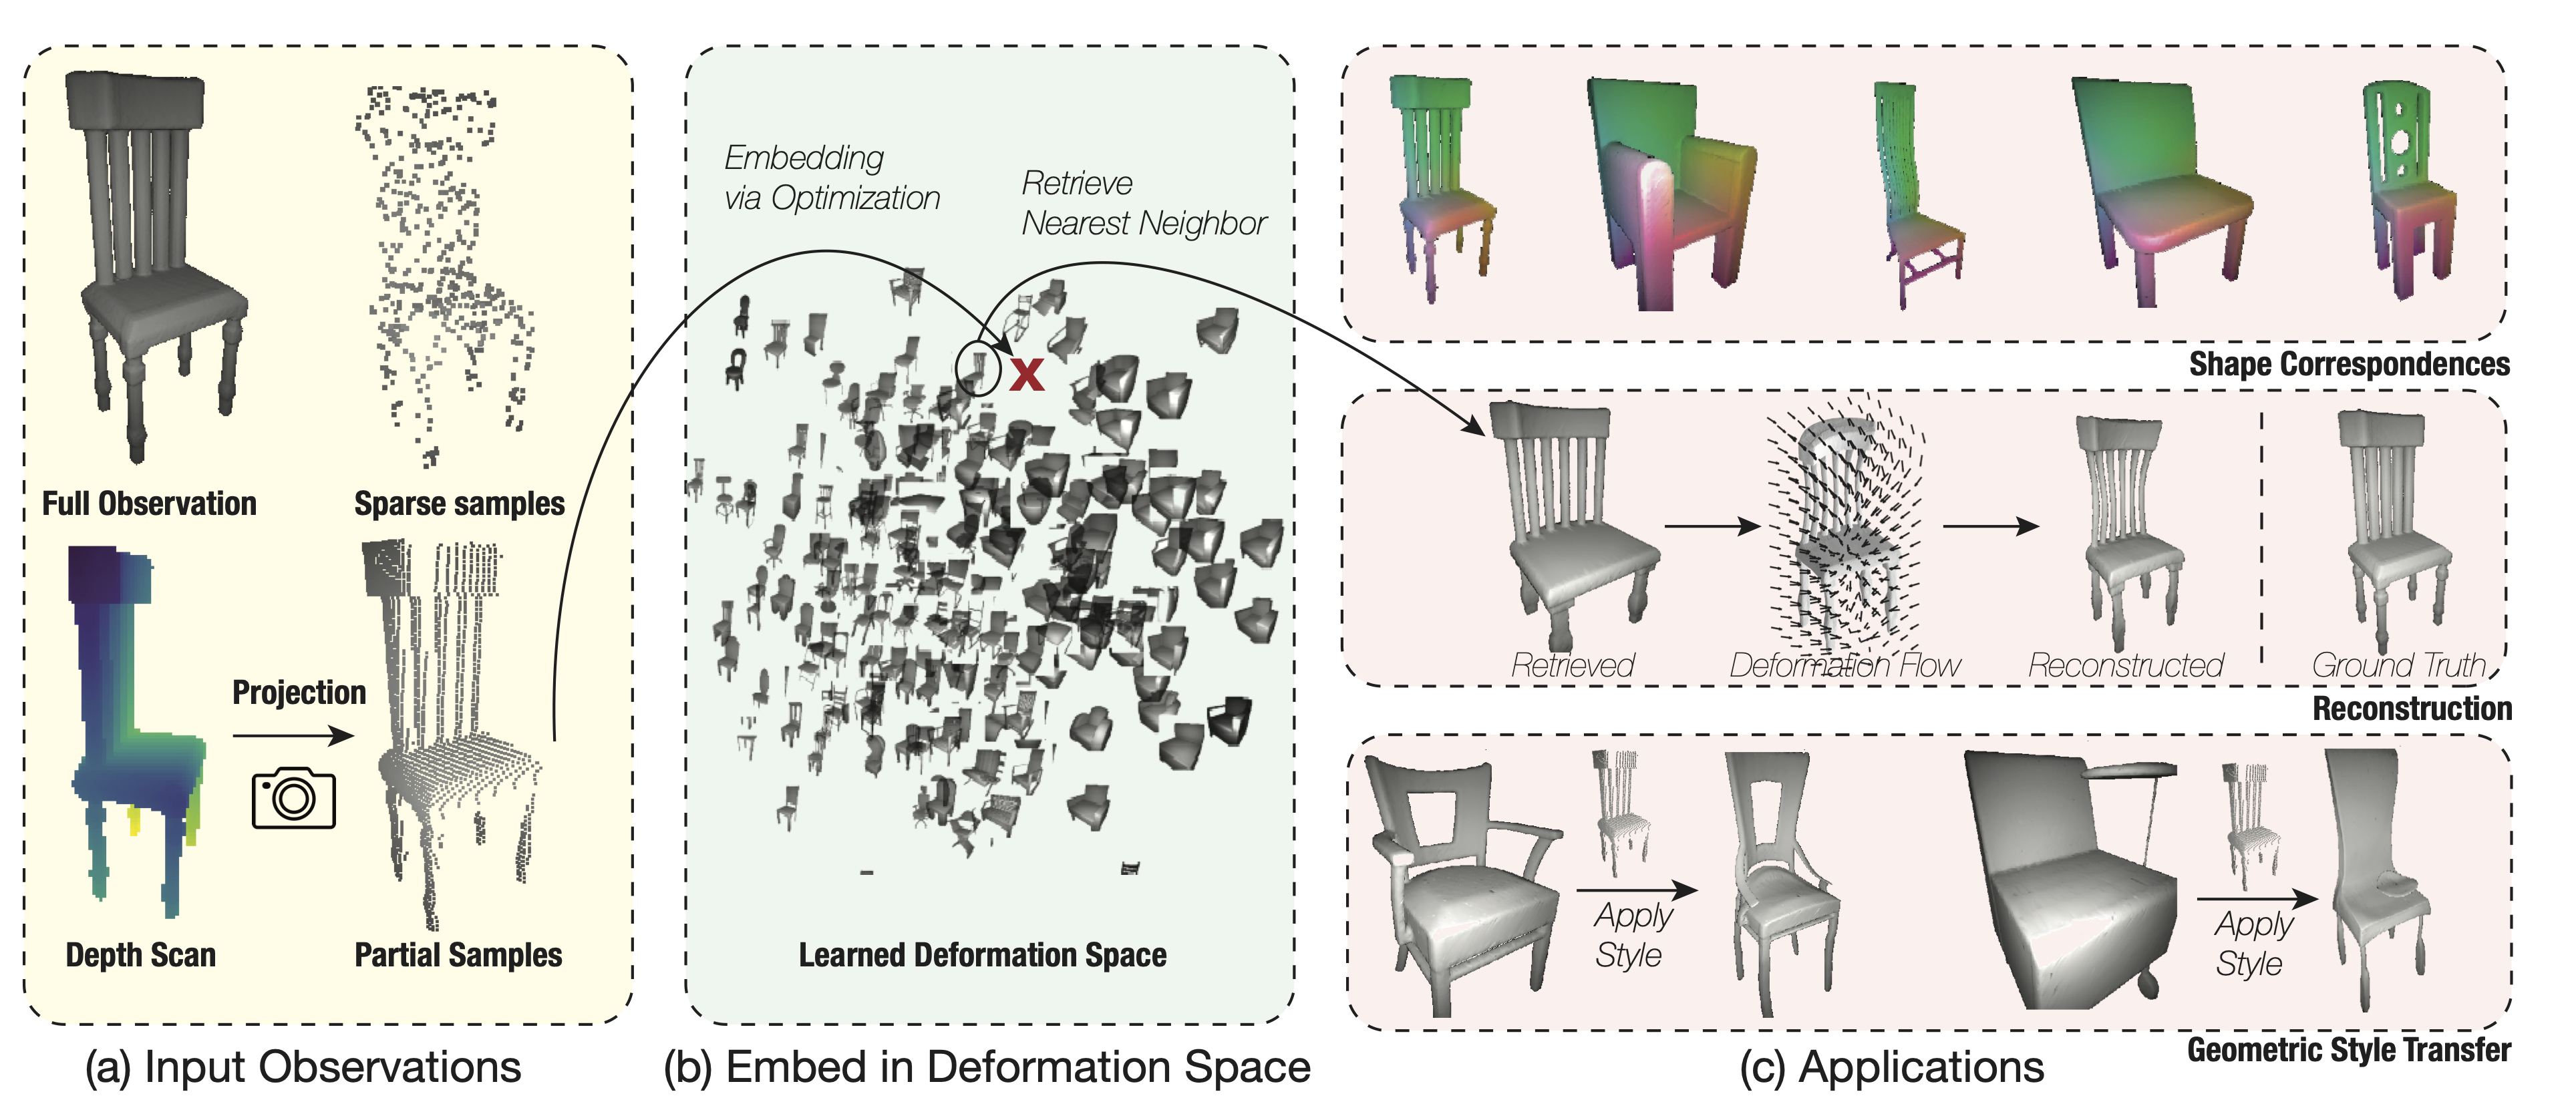 Full Observation
Sparse samples
Projection
Depth Scan
Partial Samples
(a) Input Observations
Embedding
via Optimization
Retrieve
Nearest Neighbor
X
Learned Deformation Space
(b) Embed in Deformation Space
Shape Correspondences
Retrieved
Deformation Flow
Reconstructed
Ground Truth
Reconstruction
Apply
Style
Apply
Style
Geometric Style Transfer
(c) Applications